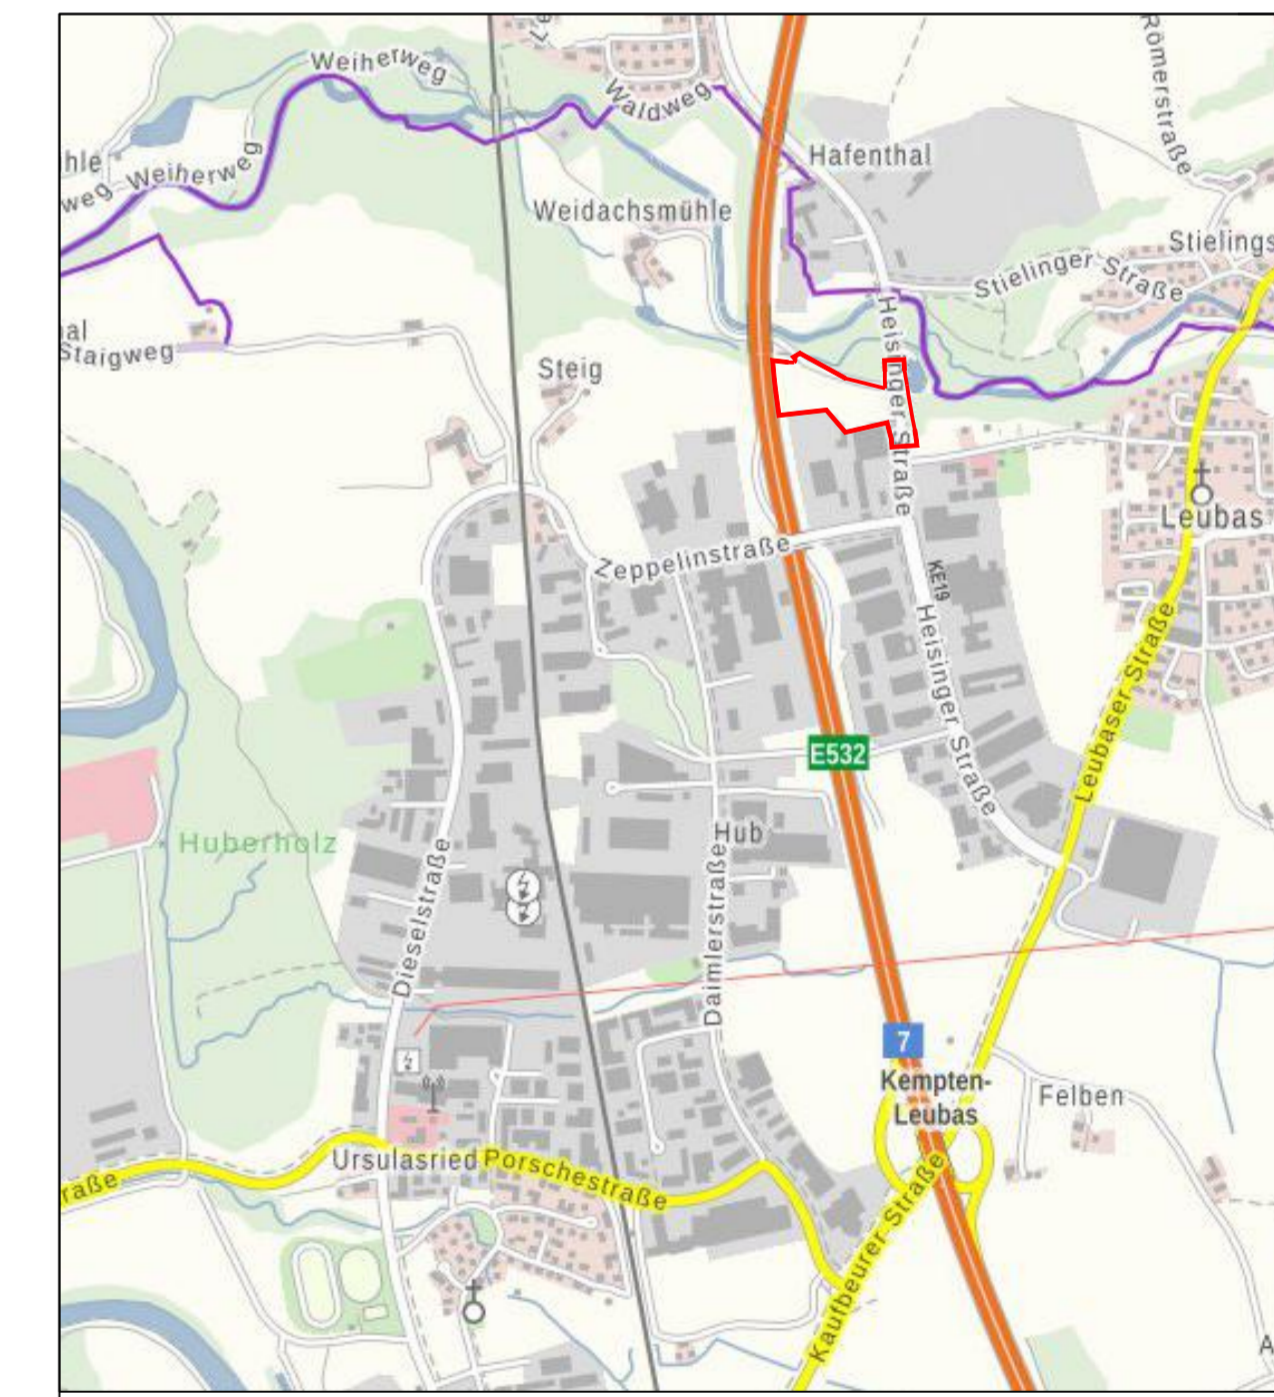 Weiherweg
Waldweg
Römerstraße
Hafenthal
hle
weg
Weiherweg
Weidachsmühle
Stielings
Stielinger Straße
al
Staigweg
Steig
Heisinger Straße
Leubas
Zeppelinstraße
KE19
Heisinger Straße
Leubaser Straße
E532
Huberholz
Hub
Dieselstraße
Daimlerstraße
7
Kempten-
Leubas
Felben
Ursulasried
Porschestraße
raße
Kaufbeurer Straße
A